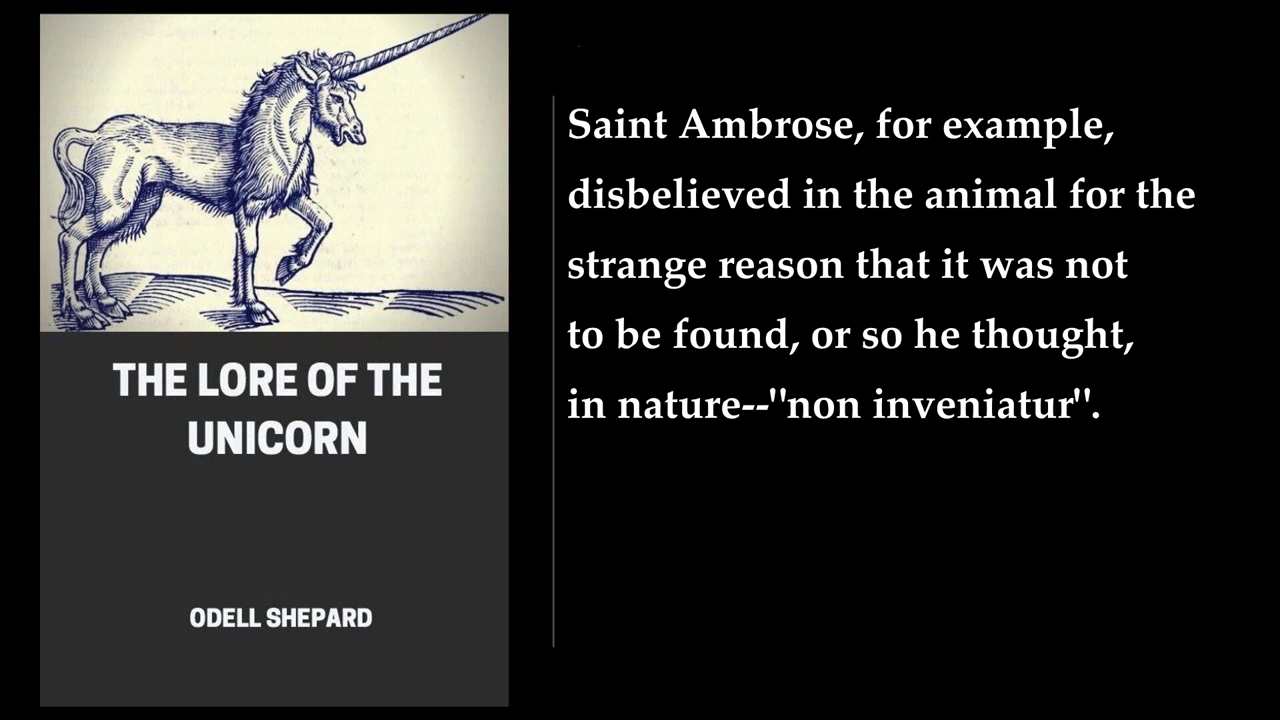 THE LORE OF THE
UNICORN
ODELL SHEPARD
Saint Ambrose, for example,
disbelieved in the animal for the
strange reason that it was not
to be found, or so he thought,
in nature--"non inveniatur".